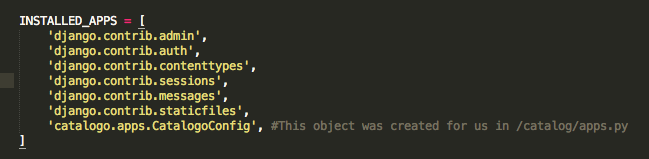 INSTALLED_APPS = [
'django.contrib.admin',
'django.contrib.auth',
'django.contrib.contenttypes',
'django.contrib.sessions',
'django.contrib.messages',
'django.contrib.staticfiles',
'catalogo.apps.CatalogoConfig', #This object was created for us in /catalog/apps.py
]